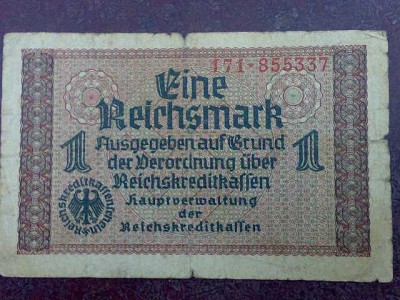 171-855337
Eine
Reichsmark
1 Ausgegeben auf Grund 1
der Verordnung über
Reichskreditkassen
Hauptverwaltung
der
Reichskreditkassen